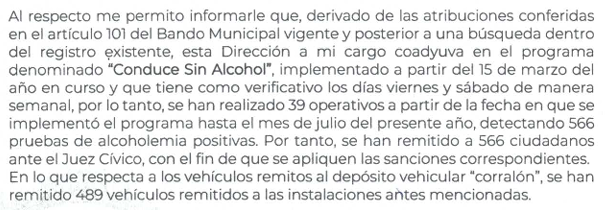 Al respecto me permito informarle que, derivado de las atribuciones conferidas
en el artículo 101 del Bando Municipal vigente y posterior a una búsqueda dentro
del registro existente, esta Dirección a mi cargo coadyuva en el programa
denominado "Conduce Sin Alcohol", implementado a partir del 15 de marzo del
año en curso y que tiene como verificativo los días viernes y sábado de manera
semanal, por lo tanto, se han realizado 39 operativos a partir de la fecha en que se
implementó el programa hasta el mes de julio del presente año, detectando 566
pruebas de alcoholemia positivas. Por tanto, se han remitido a 566 ciudadanos
ante el Juez Cívico, con el fin de que se apliquen las sanciones correspondientes.
En lo que respecta a los vehículos remitos al depósito vehicular "corralón", se han
remitido 489 vehículos remitidos a las instalaciones antes mencionadas.